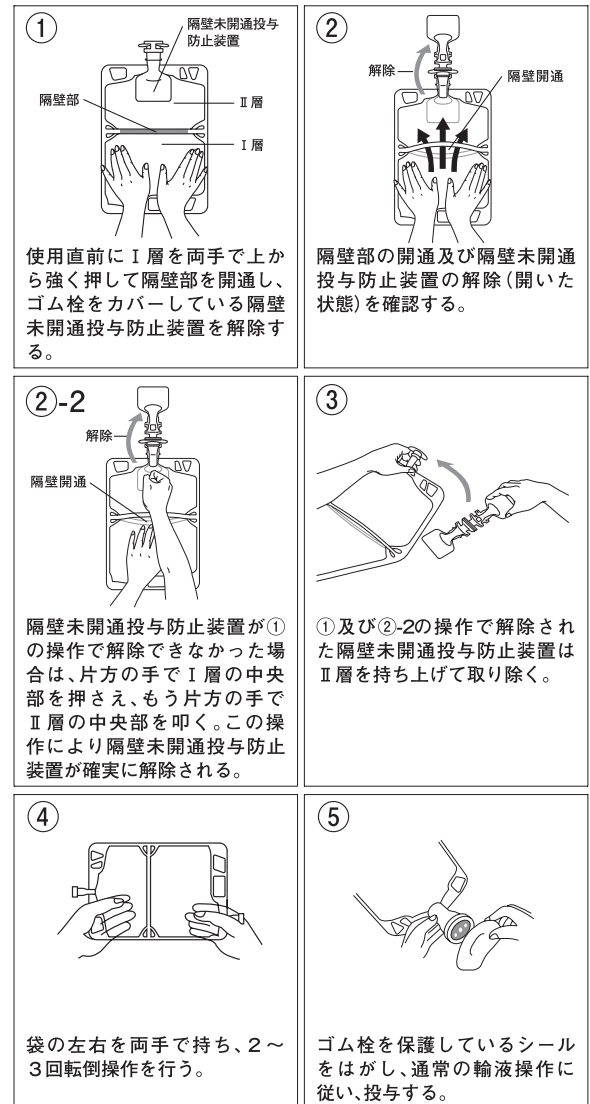 ①
隔壁未開通投与
防止装置
隔壁部
Ⅱ層
Ⅰ層
使用直前にⅠ層を両手で上か
ら強く押して隔壁部を開通し、
ゴム栓をカバーしている隔壁
未開通投与防止装置を解除す
る。
②
解除
隔壁開通
隔壁部の開通及び隔壁未開通
投与防止装置の解除(開いた
状態)を確認する。
②-2
解除
隔壁開通
隔壁未開通投与防止装置が①
の操作で解除できなかった場
合は、片方の手でⅠ層の中央
部を押さえ、もう片方の手で
Ⅱ層の中央部を叩く。この操
作により隔壁未開通投与防止
装置が確実に解除される。
③
①及び②-2の操作で解除され
た隔壁未開通投与防止装置は
Ⅱ層を持ち上げて取り除く。
④
袋の左右を両手で持ち、2~
3回転倒操作を行う。
⑤
ゴム栓を保護しているシール
をはがし、通常の輸液操作に
従い、投与する。